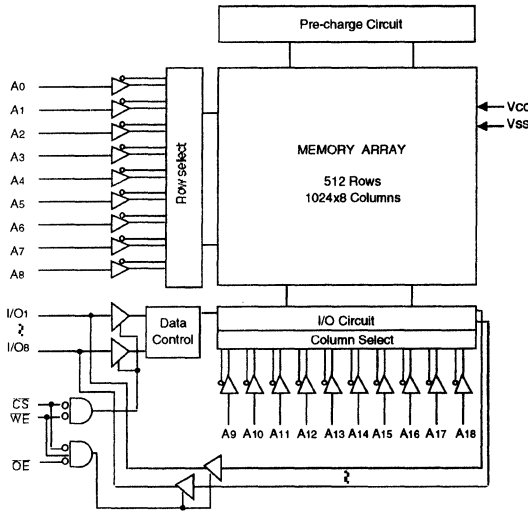 Pre-charge Circuit
A0
A1
A2
A3
A4
A5
A6
A7
A8
Row select
MEMORY ARRAY
512 Rows
1024x8 Columns
Vcc
Vss
I/O1
I/O8
Data
Control
I/O Circuit
Column Select
A9 A10 A11 A12 A13 A14 A15 A16 A17 A18
CS
WE
OE